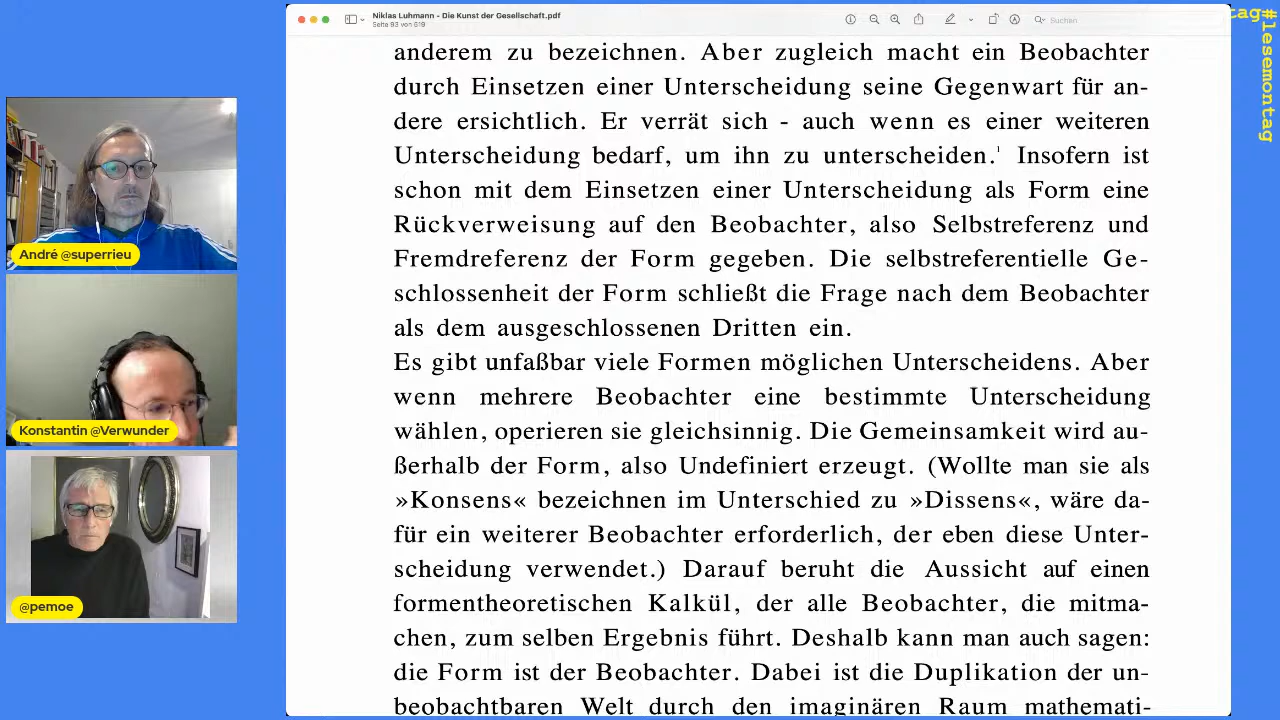 Niklas Luhmann - Die Kunst der Gesellschaft.pdf
Seite 93 von 619
Suchen
tag#lesemontag
anderem zu bezeichnen. Aber zugleich macht ein Beobachter
durch Einsetzen einer Unterscheidung seine Gegenwart für an-
dere ersichtlich. Er verrät sich - auch wenn es einer weiteren
Unterscheidung bedarf, um ihn zu unterscheiden.¹ Insofern ist
schon mit dem Einsetzen einer Unterscheidung als Form eine
Rückverweisung auf den Beobachter, also Selbstreferenz und
Fremdreferenz der Form gegeben. Die selbstreferentielle Ge-
schlossenheit der Form schließt die Frage nach dem Beobachter
als dem ausgeschlossenen Dritten ein.
Es gibt unfaßbar viele Formen möglichen Unterscheidens. Aber
wenn mehrere Beobachter eine bestimmte Unterscheidung
wählen, operieren sie gleichsinnig. Die Gemeinsamkeit wird au-
ßerhalb der Form, also Undefiniert erzeugt. (Wollte man sie als
»Konsens« bezeichnen im Unterschied zu »Dissens«, wäre da-
für ein weiterer Beobachter erforderlich, der eben diese Unter-
scheidung verwendet.) Darauf beruht die Aussicht auf einen
formentheoretischen Kalkül, der alle Beobachter, die mitma-
chen, zum selben Ergebnis führt. Deshalb kann man auch sagen:
die Form ist der Beobachter. Dabei ist die Duplikation der un-
beobachtbaren Welt durch den imaginären Raum mathemati-
André @superrieu
Konstantin @Verwunder
@pemoe